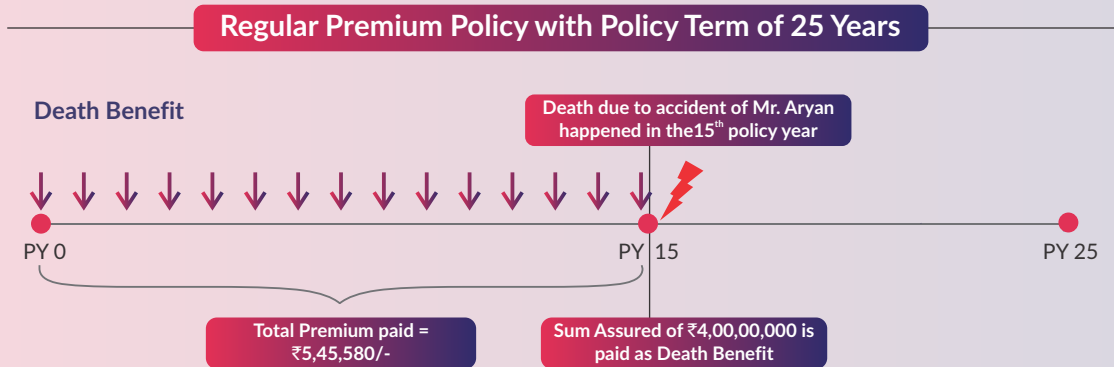 Regular Premium Policy with Policy Term of 25 Years
Death Benefit
Death due to accident of Mr. Aryan
happened in the15th policy year
PY 0
PY 15
PY 25
Total Premium paid =
₹5,45,580/-
Sum Assured of ₹4,00,00,000 is
paid as Death Benefit